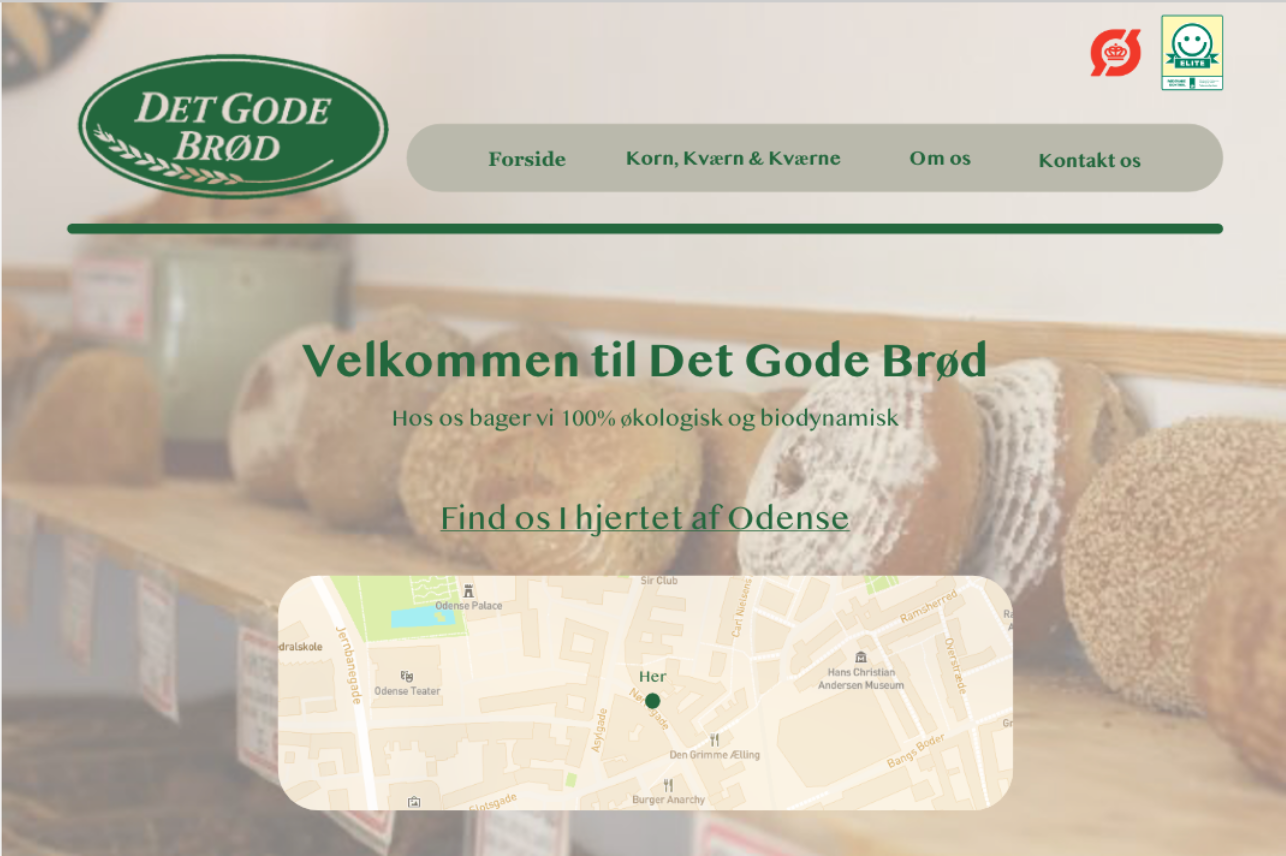 DET GODE
BRØD
ELITE
Forside
Korn, Kværn & Kværne
Om os
Kontakt os
Velkommen til Det Gode Brød
Hos os bager vi 100% økologisk og biodynamisk
Find os I hjertet af Odense
Sir Club
Odense Palace
Carl Nielsens
Ramsherred
dralskole
Jernbanegade
Odense Teater
Her
Hans Christian
Andersen Museum
Overstræde
Asylgade
Den Grimme Ælling
Bangs Boder
Burger Anarchy
Slotsgade